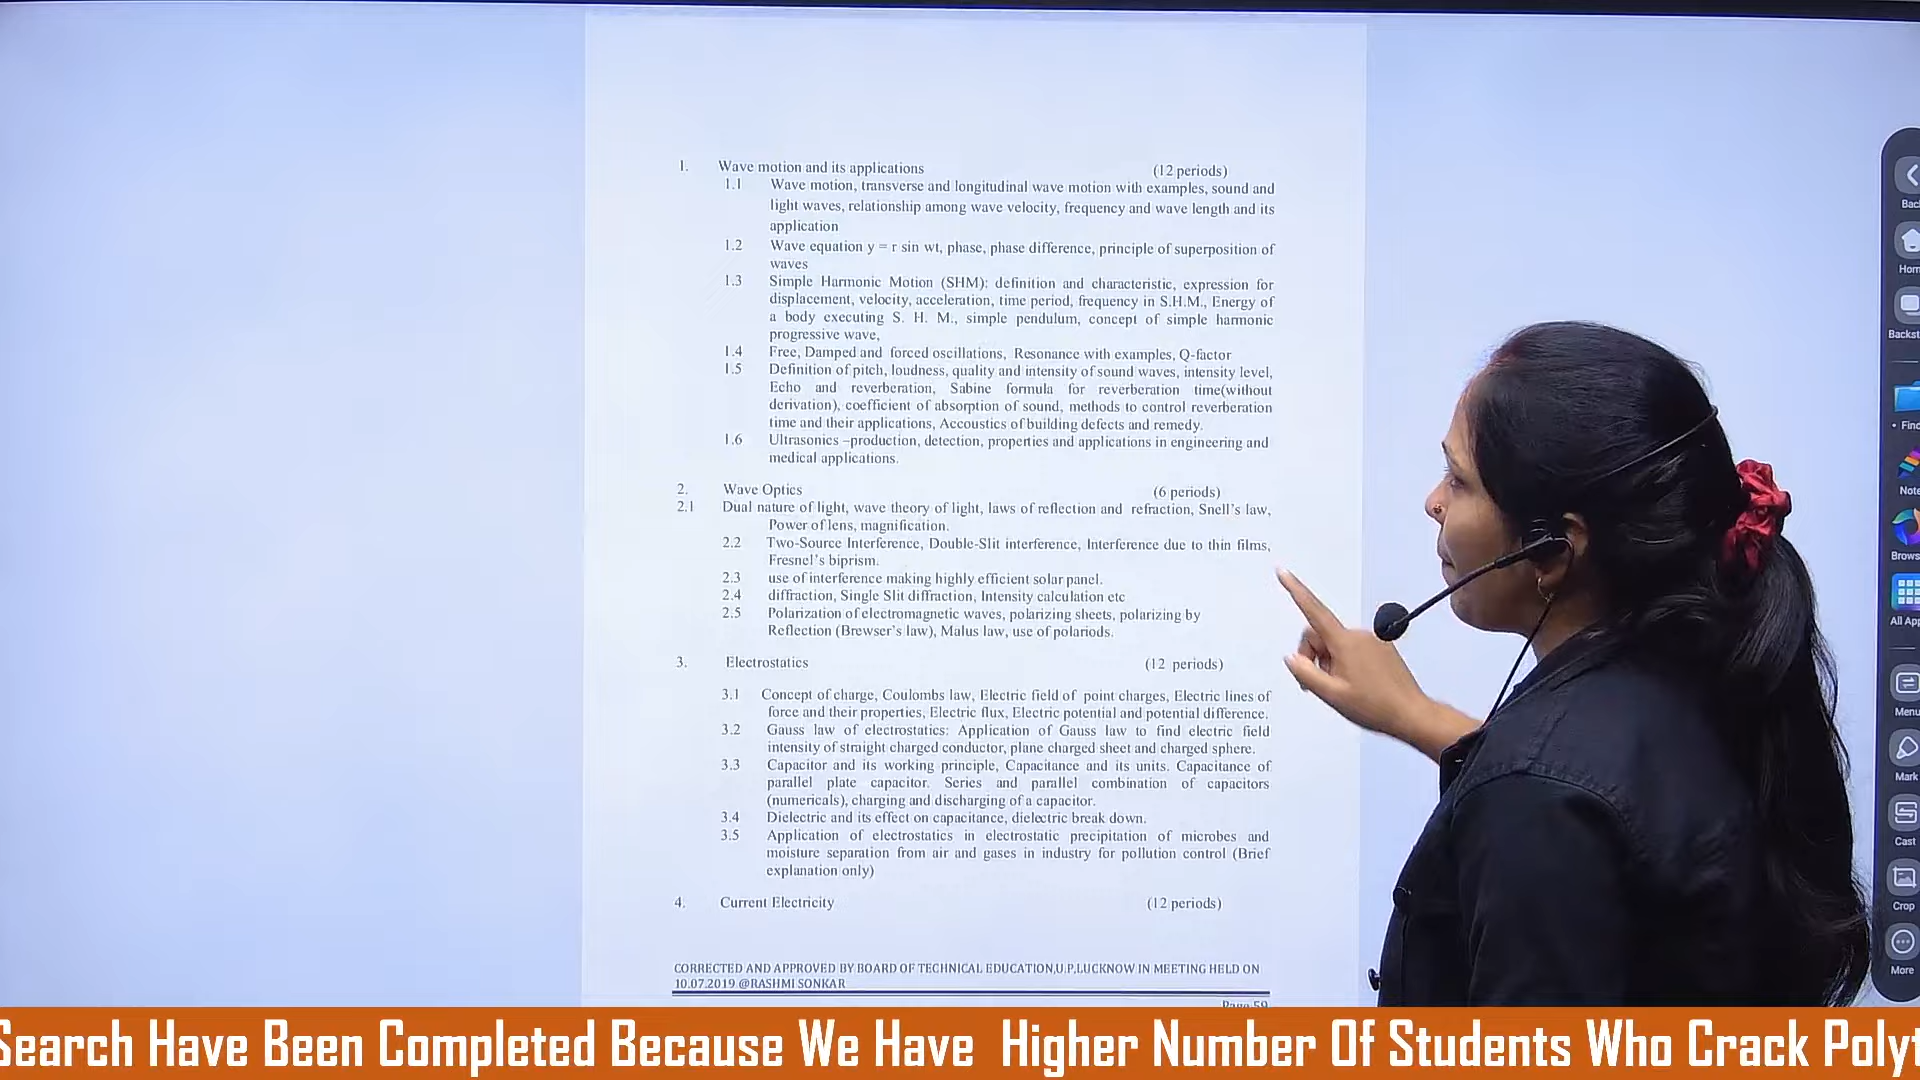 1. Wave motion and its applications (12 periods)
1.1 Wave motion, transverse and longitudinal wave motion with examples, sound and
light waves, relationship among wave velocity, frequency and wave length and its
application
1.2 Wave equation y = r sin wt, phase, phase difference, principle of superposition of
waves
1.3 Simple Harmonic Motion (SHM): definition and characteristic, expression for
displacement, velocity, acceleration, time period, frequency in S.H.M., Energy of
a body executing S. H. M., simple pendulum, concept of simple harmonic
progressive wave,
1.4 Free, Damped and forced oscillations, Resonance with examples, Q-factor
1.5 Definition of pitch, loudness, quality and intensity of sound waves, intensity level,
Echo and reverberation, Sabine formula for reverberation time(without
derivation), coefficient of absorption of sound, methods to control reverberation
time and their applications, Accoustics of building defects and remedy.
1.6 Ultrasonics –production, detection, properties and applications in engineering and
medical applications.
2. Wave Optics (6 periods)
2.1 Dual nature of light, wave theory of light, laws of reflection and refraction, Snell's law,
Power of lens, magnification.
2.2 Two-Source Interference, Double-Slit interference, Interference due to thin films,
Fresnel's biprism.
2.3 use of interference making highly efficient solar panel.
2.4 diffraction, Single Slit diffraction, Intensity calculation etc
2.5 Polarization of electromagnetic waves, polarizing sheets, polarizing by
Reflection (Brewser's law), Malus law, use of polariods.
3. Electrostatics (12 periods)
3.1 Concept of charge, Coulombs law, Electric field of point charges, Electric lines of
force and their properties, Electric flux, Electric potential and potential difference.
3.2 Gauss law of electrostatics: Application of Gauss law to find electric field
intensity of straight charged conductor, plane charged sheet and charged sphere.
3.3 Capacitor and its working principle, Capacitance and its units. Capacitance of
parallel plate capacitor. Series and parallel combination of capacitors
(numericals), charging and discharging of a capacitor.
3.4 Dielectric and its effect on capacitance, dielectric break down.
3.5 Application of electrostatics in electrostatic precipitation of microbes and
moisture separation from air and gases in industry for pollution control (Brief
explanation only)
4. Current Electricity (12 periods)
CORRECTED AND APPROVED BY BOARD OF TECHNICAL EDUCATION,U.P,LUCKNOW IN MEETING HELD ON
10.07.2019 @RASHMI SONKAR
Page 59
Back
Hom
Backst
• Find
Note
Brows
All App
Menu
Mark
Cast
Crop
More
Search Have Been Completed Because We Have Higher Number Of Students Who Crack Polyt